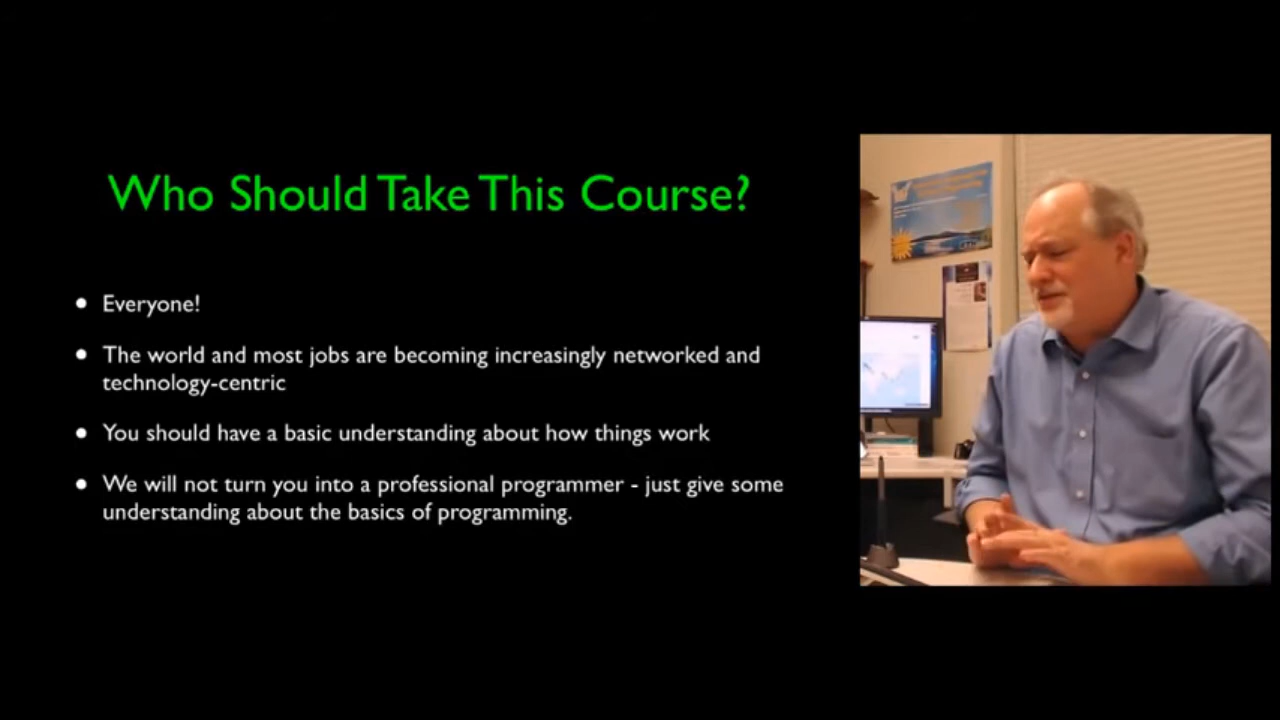 Who Should Take This Course?
• Everyone!
• The world and most jobs are becoming increasingly networked and
technology-centric
• You should have a basic understanding about how things work
• We will not turn you into a professional programmer - just give some
understanding about the basics of programming.